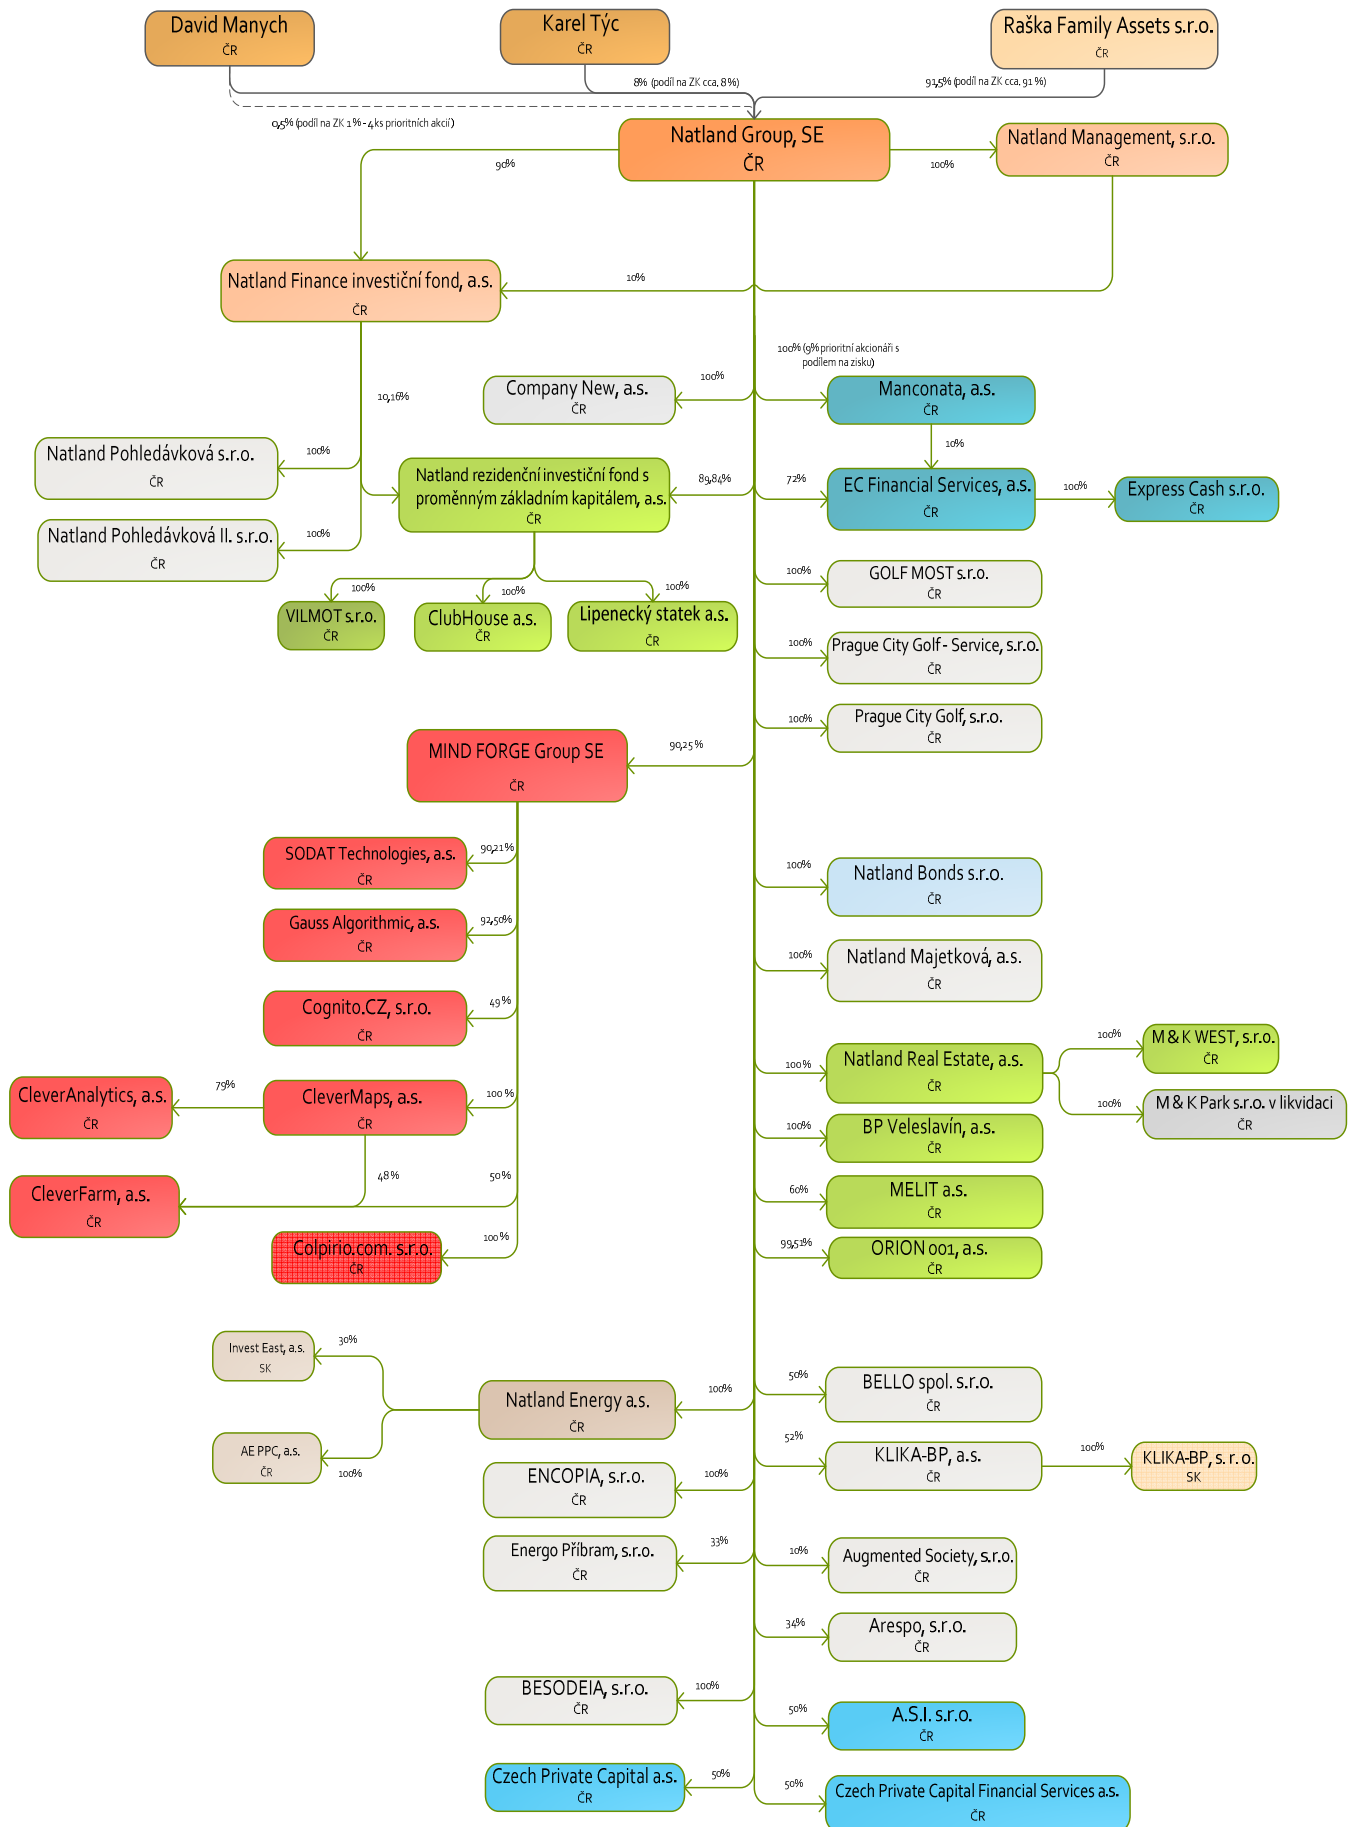 David Manych
ČR
Karel Týc
ČR
Raška Family Assets s.r.o.
ČR
8% (podíl na ZK cca. 8%)
91,5% (podíl na ZK cca. 91 %)
0,5% (podíl na ZK 1 % - 4 ks prioritních akcií)
Natland Group, SE
ČR
Natland Management, s.r.o.
ČR
90%
100%
Natland Finance investiční fond, a.s.
ČR
10%
100% (9% prioritní akcionáři s
podílem na zisku)
Company New, a.s.
ČR
100%
Manconata, a.s.
ČR
10,16%
10%
Natland Pohledávková s.r.o.
ČR
100%
Natland rezidenční investiční fond s
proměnným základním kapitálem, a.s.
ČR
89,84%
72%
EC Financial Services, a.s.
ČR
100%
Express Cash s.r.o.
ČR
Natland Pohledávková II. s.r.o.
ČR
100%
100%
100%
100%
VILMOT s.r.o.
ČR
ClubHouse a.s.
ČR
Lipenecký statek a.s.
ČR
100%
GOLF MOST s.r.o.
ČR
100%
Prague City Golf - Service, s.r.o.
ČR
100%
Prague City Golf, s.r.o.
ČR
MIND FORGE Group SE
ČR
90,25 %
SODAT Technologies, a.s.
ČR
90,21 %
100%
Natland Bonds s.r.o.
ČR
Gauss Algorithmic, a.s.
ČR
92,50%
100%
Natland Majetková, a.s.
ČR
Cognito.CZ, s.r.o.
ČR
49 %
100 %
Natland Real Estate, a.s.
ČR
100%
M & K WEST, s.r.o.
ČR
100%
M & K Park s.r.o. v likvidaci
ČR
CleverAnalytics, a.s.
ČR
79%
CleverMaps, a.s.
ČR
100 %
100%
BP Veleslavín, a.s.
ČR
CleverFarm, a.s.
ČR
48 %
50%
60%
MELIT a.s.
ČR
Colpirio.com. s.r.o.
ČR
100 %
99,51%
ORION 001, a.s.
ČR
Invest East, a.s.
SK
30%
Natland Energy a.s.
ČR
100%
50%
BELLO spol. s.r.o.
ČR
AE PPC, a.s.
ČR
100%
52%
KLIKA-BP, a.s.
ČR
100%
KLIKA-BP, s. r. o.
SK
ENCOPIA, s.r.o.
ČR
100%
Energo Příbram, s.r.o.
ČR
33%
10%
Augmented Society, s.r.o.
ČR
34%
Arespo, s.r.o.
ČR
BESODEIA, s.r.o.
ČR
100%
50%
A.S.I. s.r.o.
ČR
Czech Private Capital a.s.
ČR
50%
50%
Czech Private Capital Financial Services a.s.
ČR